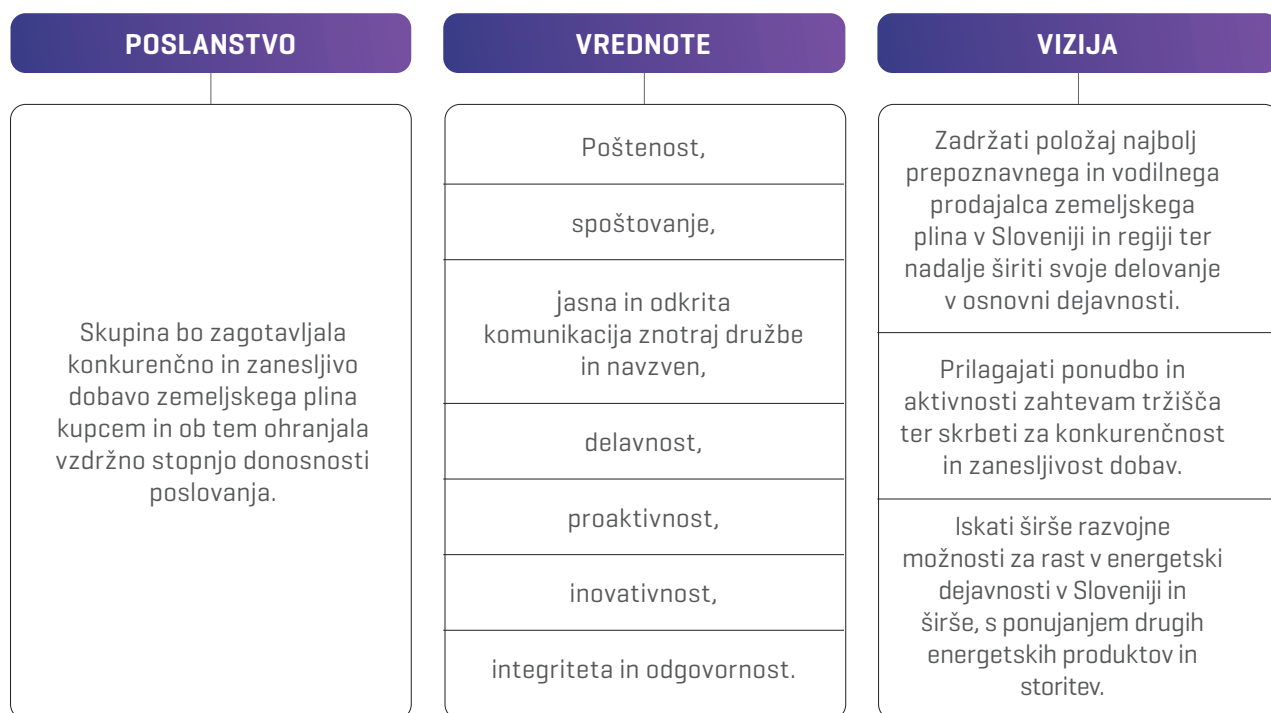 POSLANSTVO
Skupina bo zagotavljala
konkurenčno in zanesljivo
dobavo zemeljskega plina
kupcem in ob tem ohranjala
vzdržno stopnjo donosnosti
poslovanja.
VREDNOTE
Poštenost,
spoštovanje,
jasna in odkrita
komunikacija znotraj družbe
in navzven,
delavnost,
proaktivnost,
inovativnost,
integriteta in odgovornost.
VIZIJA
Zadržati položaj najbolj
prepoznavnega in vodilnega
prodajalca zemeljskega
plina v Sloveniji in regiji ter
nadalje širiti svoje delovanje
v osnovni dejavnosti.
Prilagajati ponudbo in
aktivnosti zahtevam tržišča
ter skrbeti za konkurenčnost
in zanesljivost dobav.
Iskati širše razvojne
možnosti za rast v energetski
dejavnosti v Sloveniji in
širše, s ponujanjem drugih
energetskih produktov in
storitev.